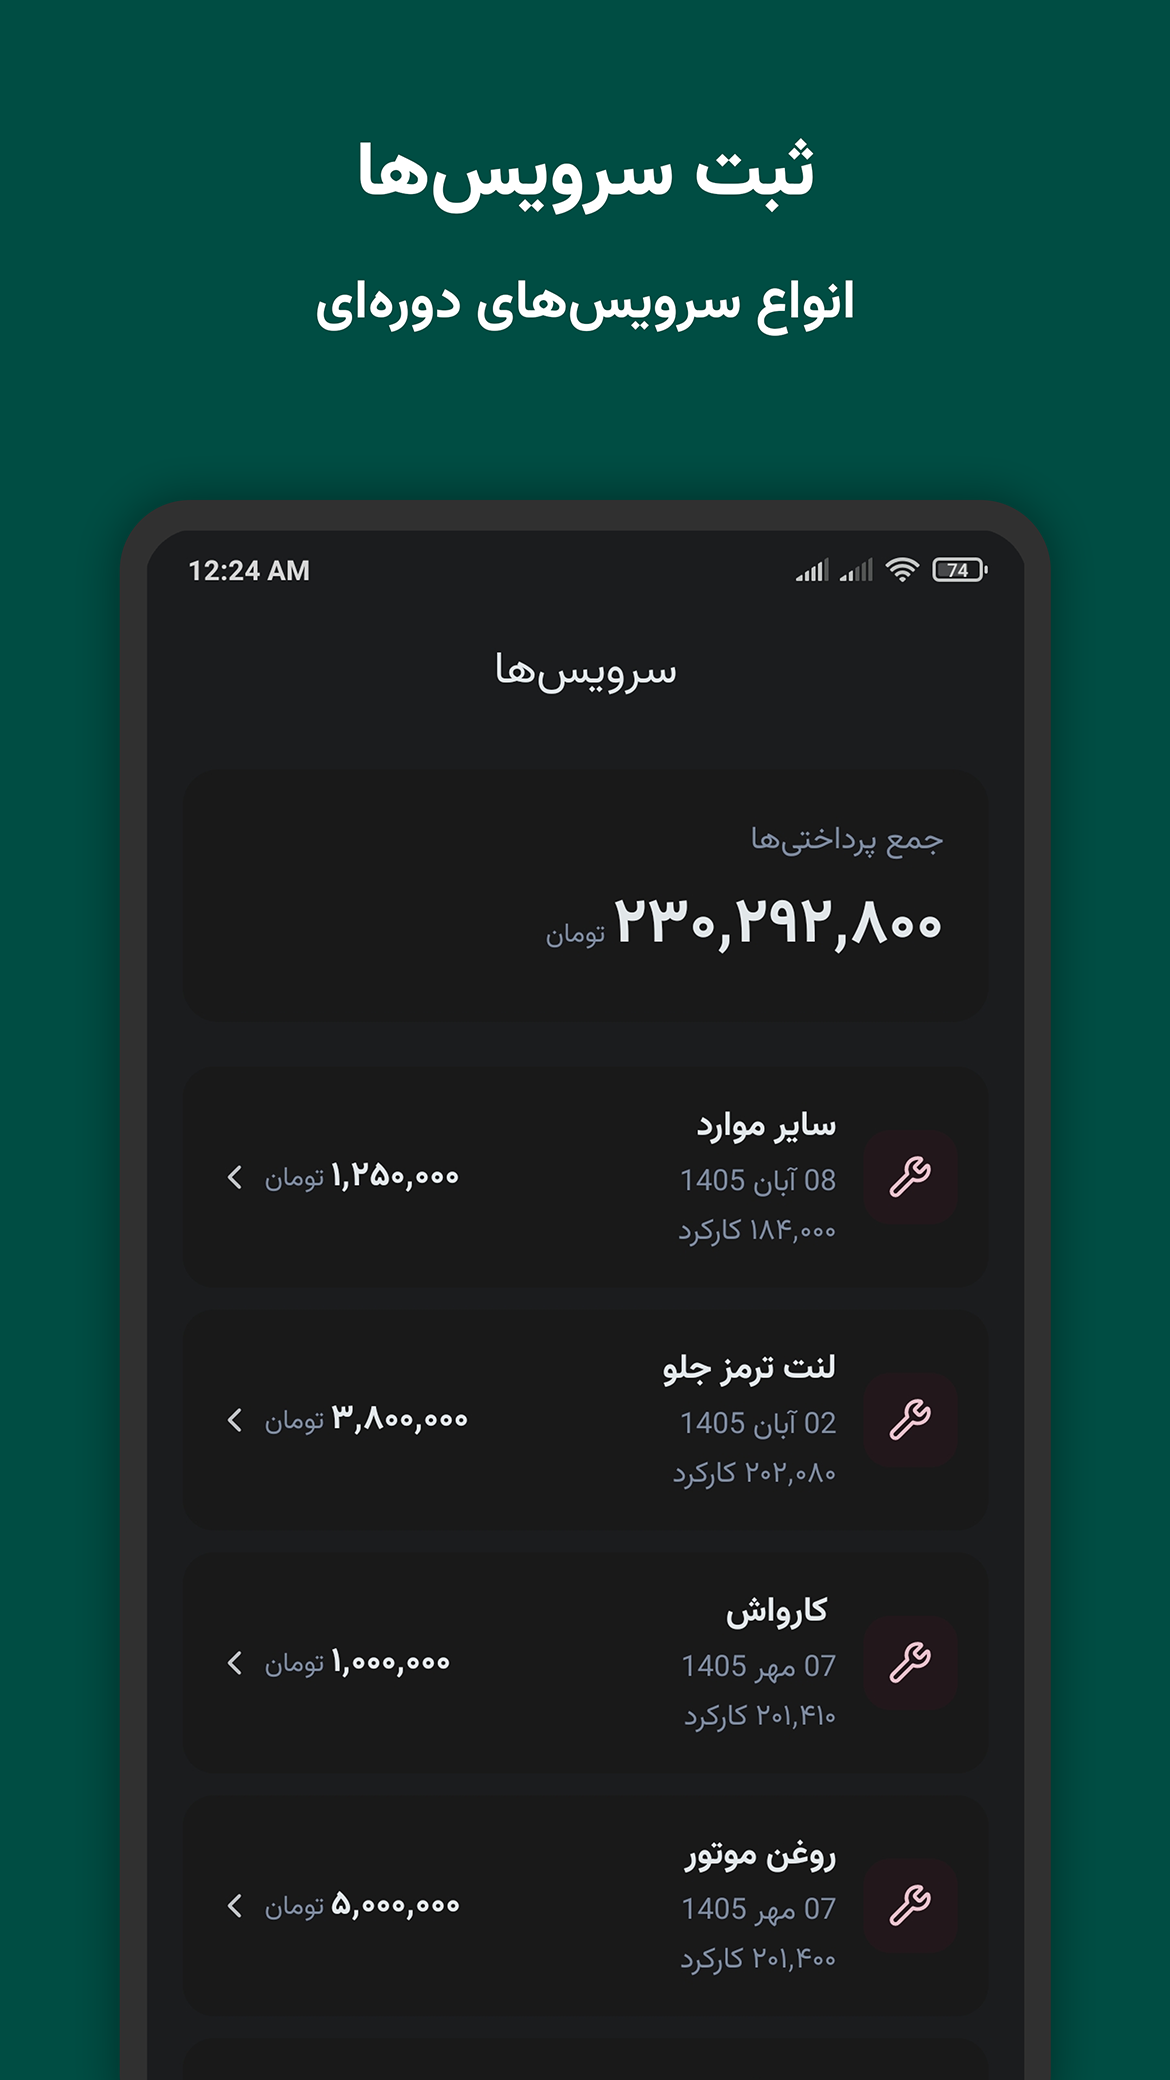 ثبت سرویس‌ها
انواع سرویس‌های دوره‌ای
12:24 AM 74
سرویس‌ها
جمع پرداختی‌ها
۲۳۰,۲۹۲,۸۰۰ تومان
سایر موارد
08 آبان 1405
۱۸۴,۰۰۰ کارکرد
۱,۲۵۰,۰۰۰ تومان
لنت ترمز جلو
02 آبان 1405
۲۰۲,۰۸۰ کارکرد
۳,۸۰۰,۰۰۰ تومان
کارواش
07 مهر 1405
۲۰۱,۴۱۰ کارکرد
۱,۰۰۰,۰۰۰ تومان
روغن موتور
07 مهر 1405
۲۰۱,۴۰۰ کارکرد
۵,۰۰۰,۰۰۰ تومان